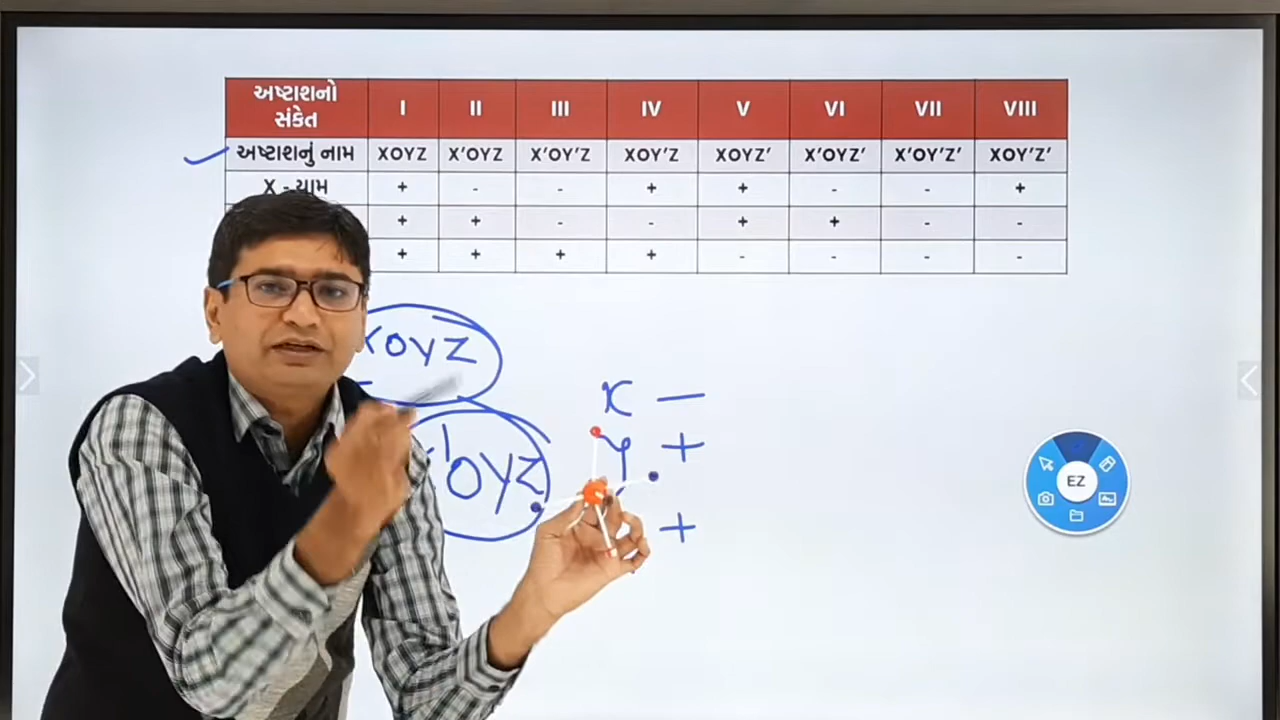 અષ્ટાશનો સંકેત I II III IV V VI VII VIII
અષ્ટાશનું નામ XOYZ X'OYZ X'OY'Z XOY'Z XOYZ' X'OYZ' X'OY'Z' XOY'Z'
X - યામ + - - + + - - +
+ + - - + + - -
+ + + + - - - -
XOYZ
X'OYZ
x —
y +
+
EZ